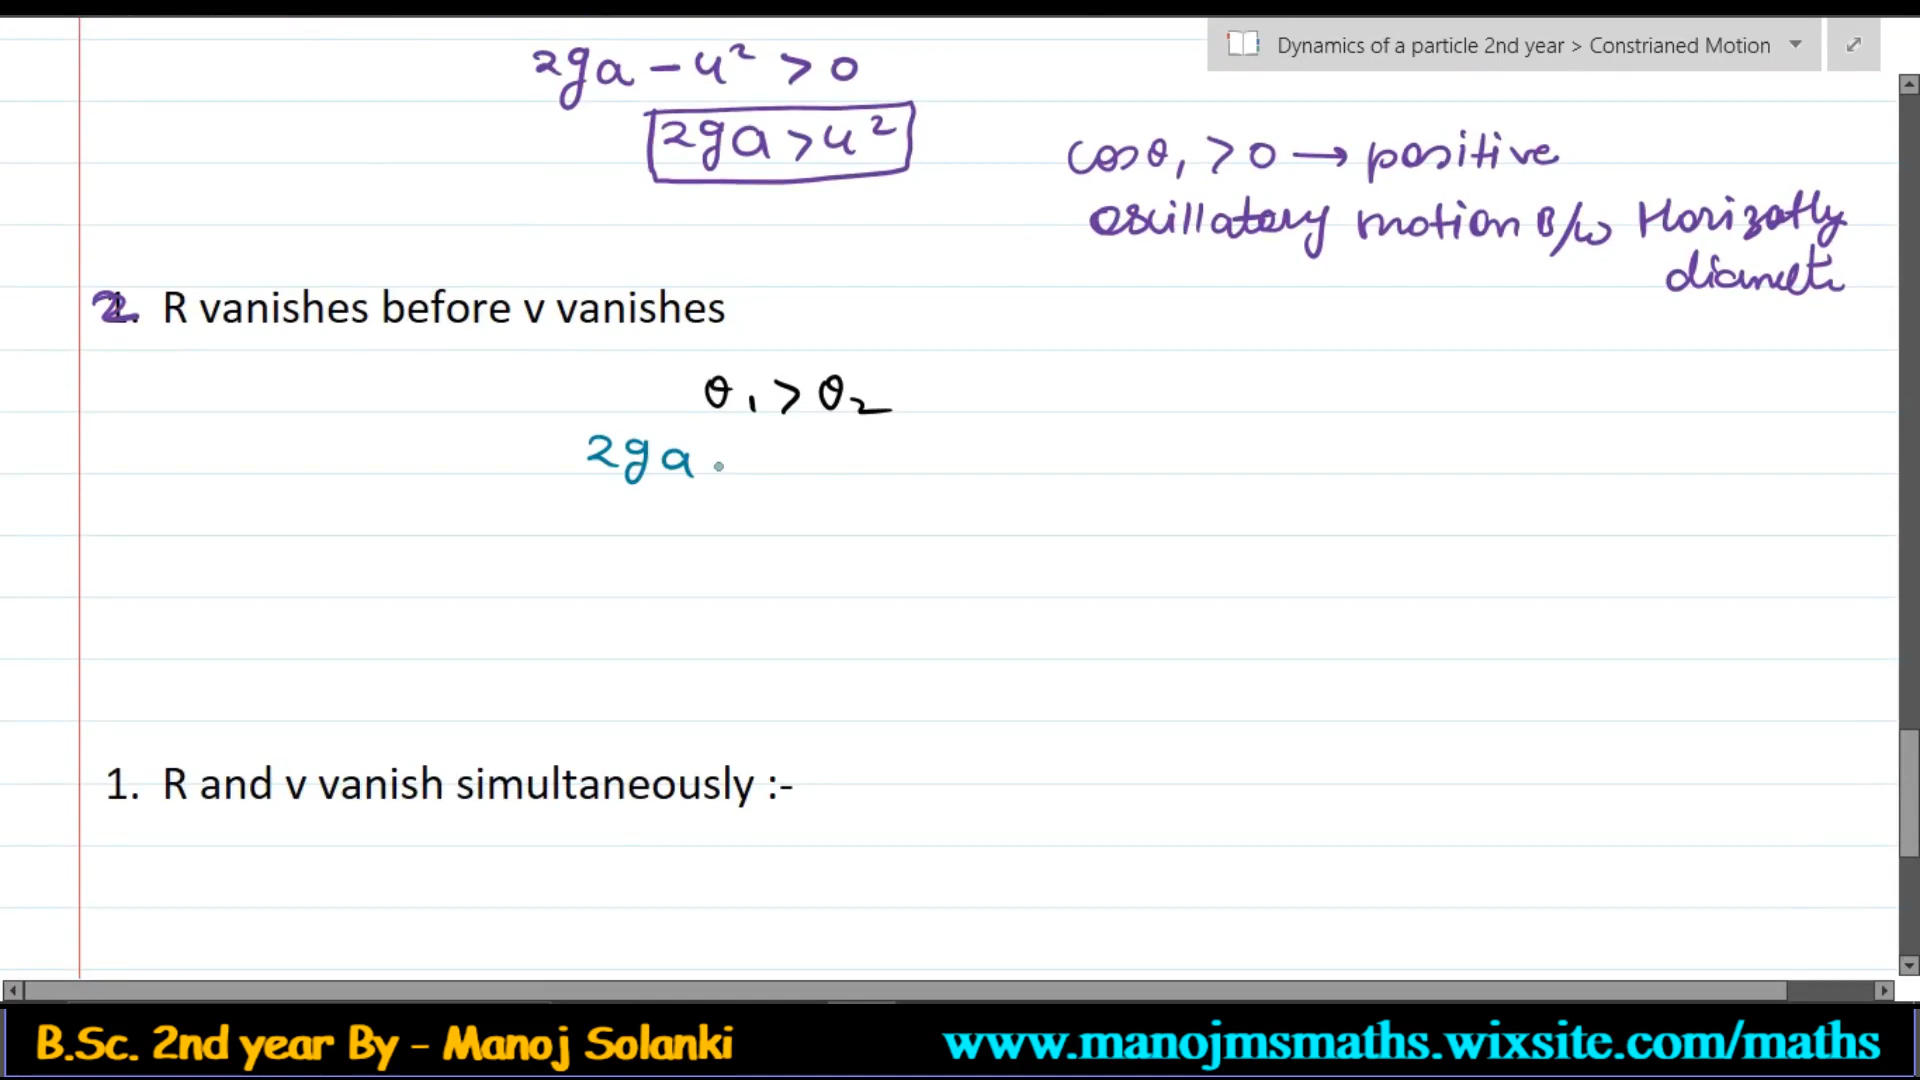 Dynamics of a particle 2nd year > Constrianed Motion
2ga - u² > 0
2ga > u²
cosθ₁ > 0 → positive
oscillatory motion B/w Horizatly
diamet
2. R vanishes before v vanishes
θ₁ > θ₂
2ga
1. R and v vanish simultaneously :-
B.Sc. 2nd year By - Manoj Solanki
www.manojmsmaths.wixsite.com/maths